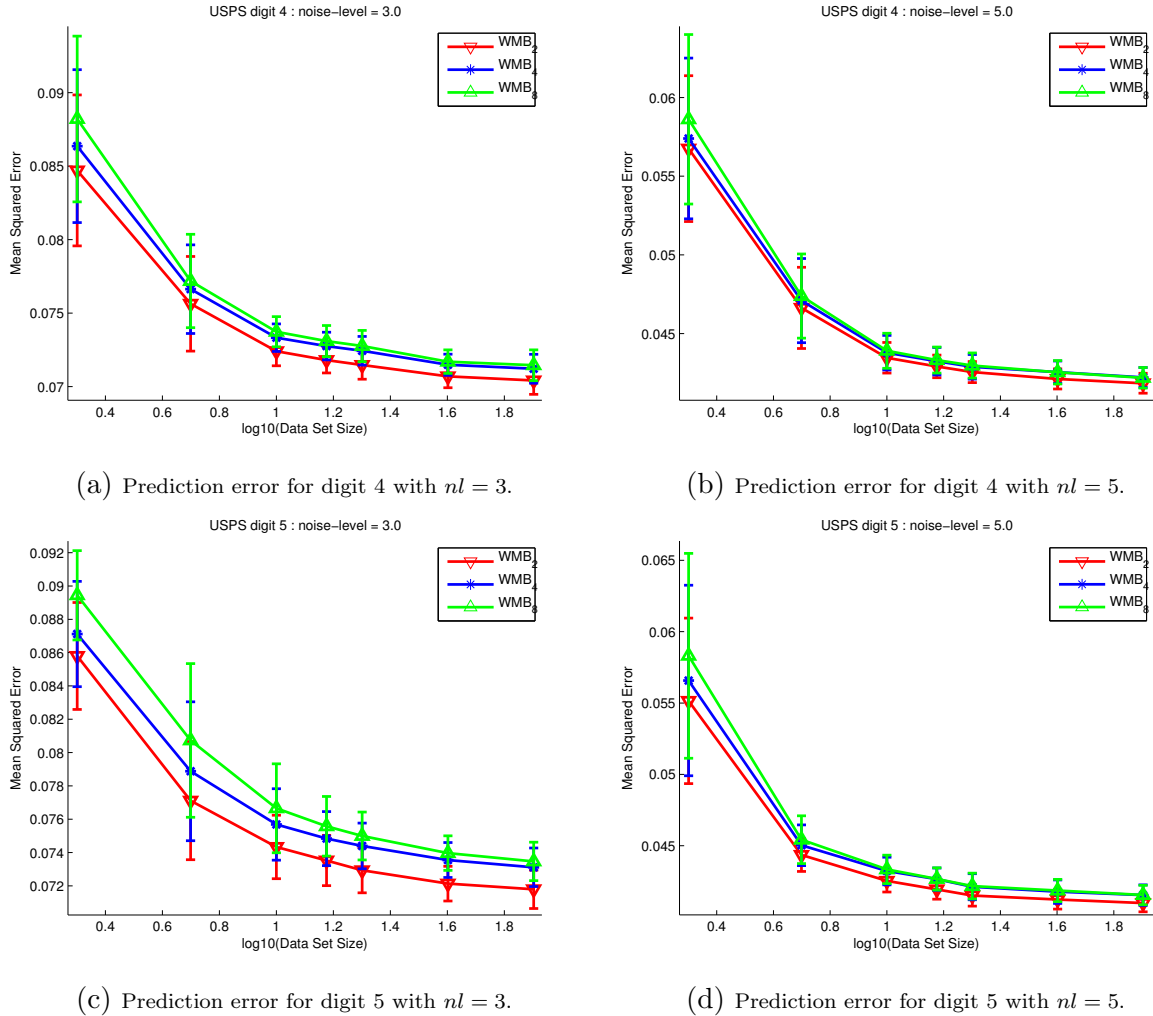 USPS digit 4 : noise−level = 3.0
WMB2
WMB4
WMB8
Mean Squared Error
0.09
0.085
0.08
0.075
0.07
0.4 0.6 0.8 1 1.2 1.4 1.6 1.8
log10(Data Set Size)
(a) Prediction error for digit 4 with nl = 3.
USPS digit 4 : noise−level = 5.0
WMB2
WMB4
WMB8
Mean Squared Error
0.06
0.055
0.05
0.045
0.4 0.6 0.8 1 1.2 1.4 1.6 1.8
log10(Data Set Size)
(b) Prediction error for digit 4 with nl = 5.
USPS digit 5 : noise−level = 3.0
WMB2
WMB4
WMB8
Mean Squared Error
0.092
0.09
0.088
0.086
0.084
0.082
0.08
0.078
0.076
0.074
0.072
0.4 0.6 0.8 1 1.2 1.4 1.6 1.8
log10(Data Set Size)
(c) Prediction error for digit 5 with nl = 3.
USPS digit 5 : noise−level = 5.0
WMB2
WMB4
WMB8
Mean Squared Error
0.065
0.06
0.055
0.05
0.045
0.4 0.6 0.8 1 1.2 1.4 1.6 1.8
log10(Data Set Size)
(d) Prediction error for digit 5 with nl = 5.